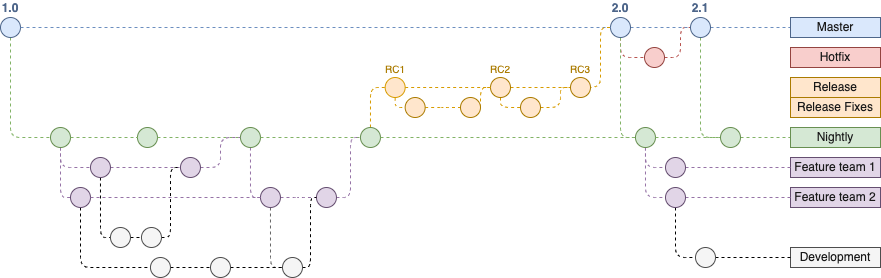 1.0
2.0
2.1
Master
Hotfix
RC1
RC2
RC3
Release
Release Fixes
Nightly
Feature team 1
Feature team 2
Development